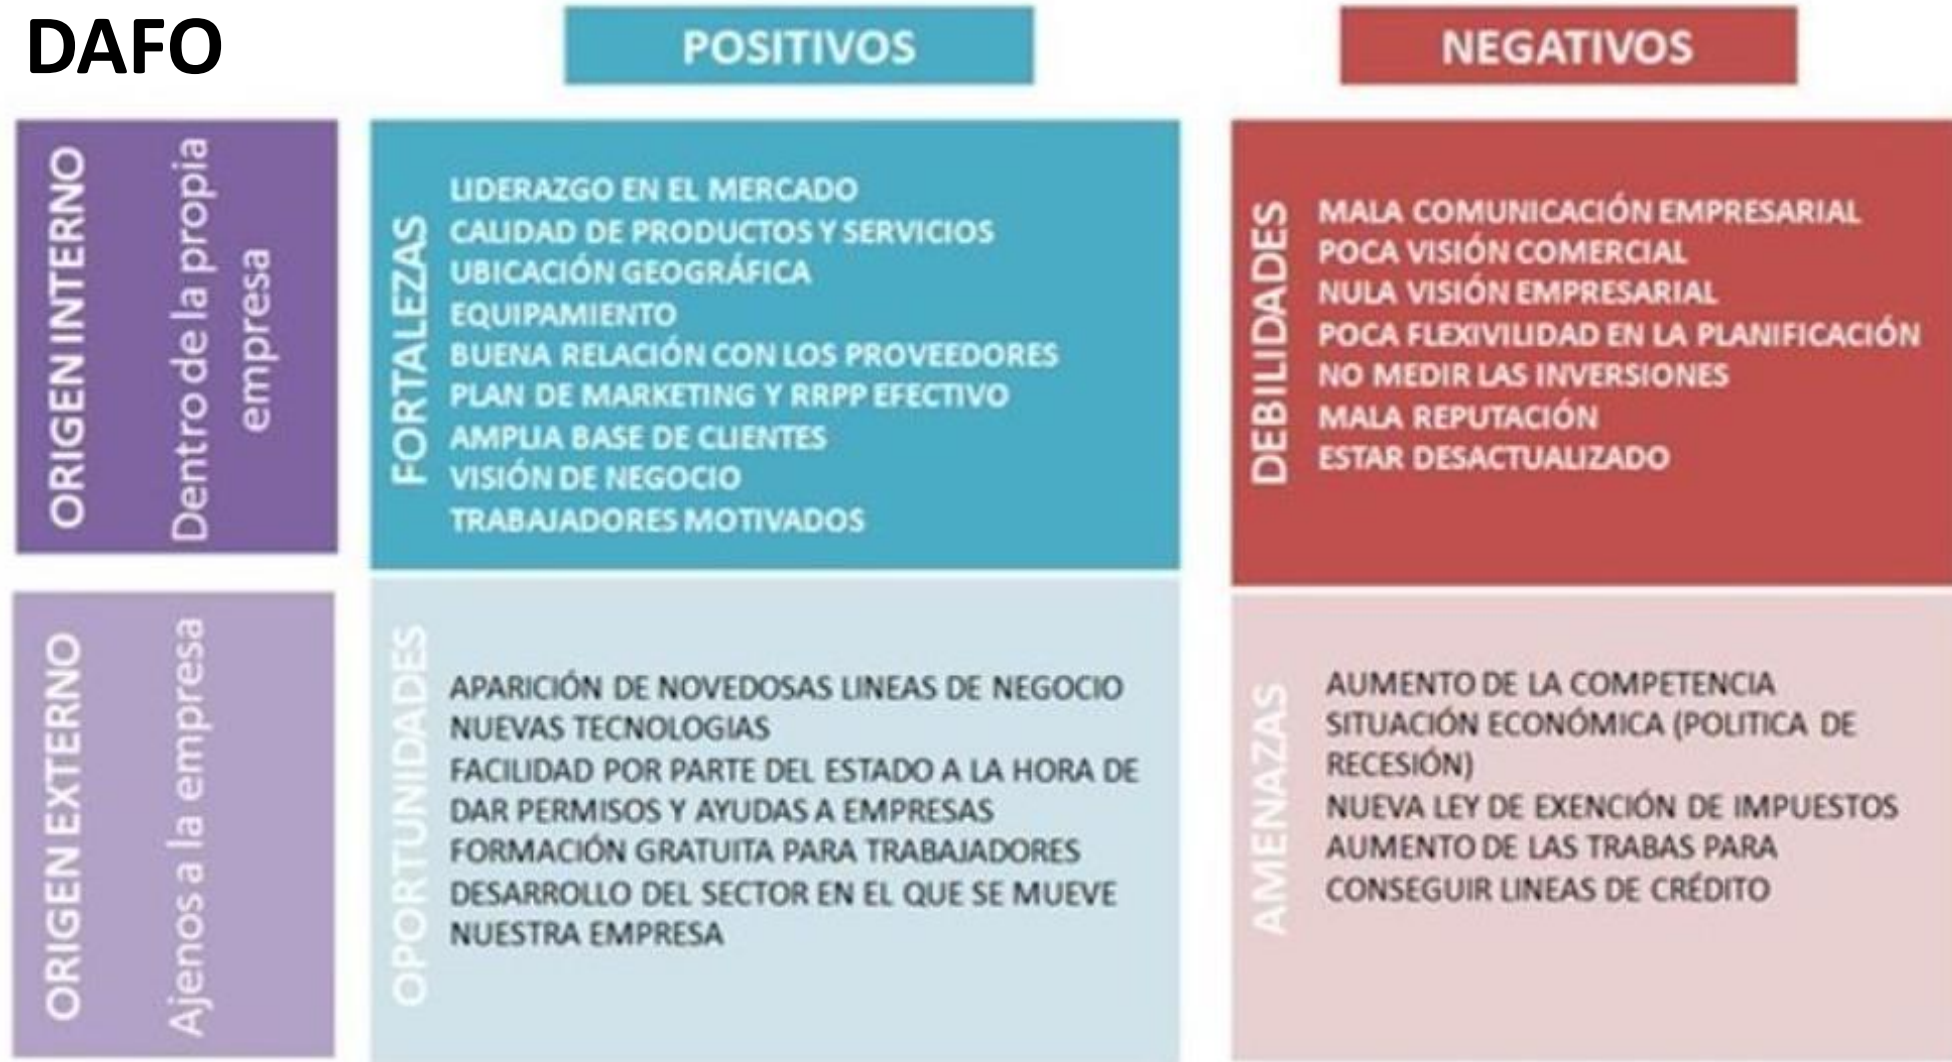 DAFO
POSITIVOS
NEGATIVOS
ORIGEN INTERNO
Dentro de la propia
empresa
FORTALEZAS
LIDERAZGO EN EL MERCADO
CALIDAD DE PRODUCTOS Y SERVICIOS
UBICACIÓN GEOGRÁFICA
EQUIPAMIENTO
BUENA RELACIÓN CON LOS PROVEEDORES
PLAN DE MARKETING Y RRPP EFECTIVO
AMPLIA BASE DE CLIENTES
VISIÓN DE NEGOCIO
TRABAJADORES MOTIVADOS
DEBILIDADES
MALA COMUNICACIÓN EMPRESARIAL
POCA VISIÓN COMERCIAL
NULA VISIÓN EMPRESARIAL
POCA FLEXIVILIDAD EN LA PLANIFICACIÓN
NO MEDIR LAS INVERSIONES
MALA REPUTACIÓN
ESTAR DESACTUALIZADO
ORIGEN EXTERNO
Ajenos a la empresa
OPORTUNIDADES
APARICIÓN DE NOVEDOSAS LINEAS DE NEGOCIO
NUEVAS TECNOLOGIAS
FACILIDAD POR PARTE DEL ESTADO A LA HORA DE
DAR PERMISOS Y AYUDAS A EMPRESAS
FORMACIÓN GRATUITA PARA TRABAJADORES
DESARROLLO DEL SECTOR EN EL QUE SE MUEVE
NUESTRA EMPRESA
AMENAZAS
AUMENTO DE LA COMPETENCIA
SITUACIÓN ECONÓMICA (POLITICA DE
RECESIÓN)
NUEVA LEY DE EXENCIÓN DE IMPUESTOS
AUMENTO DE LAS TRABAS PARA
CONSEGUIR LINEAS DE CRÉDITO